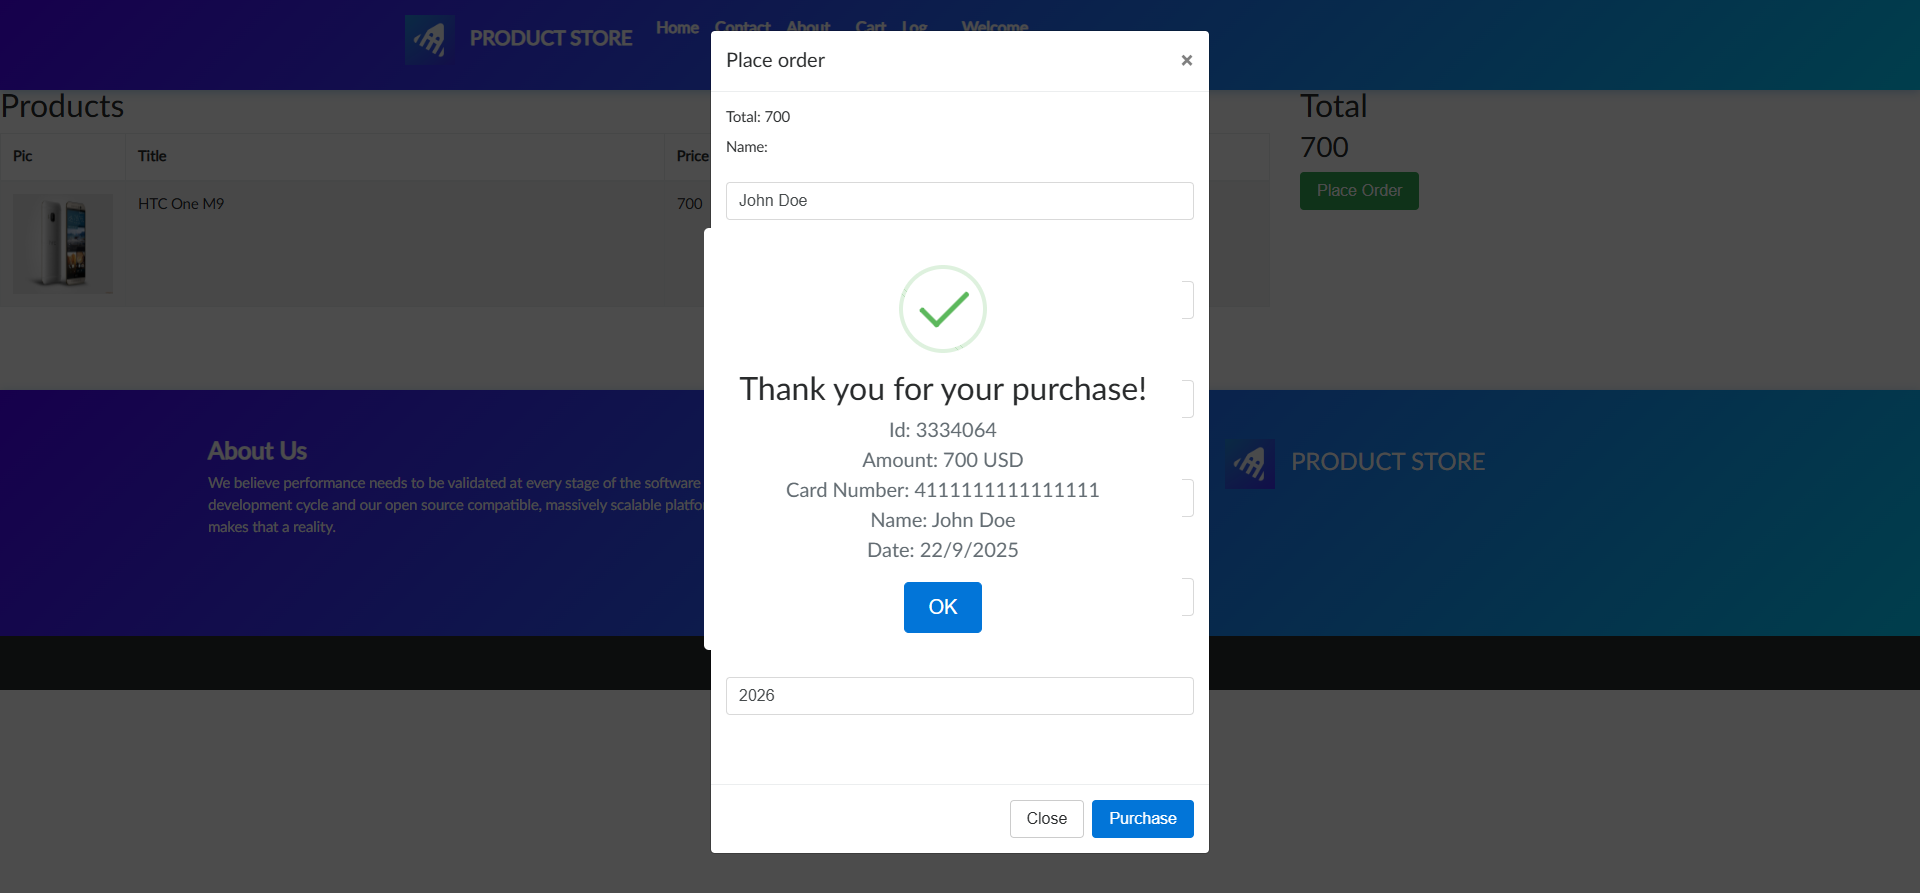 PRODUCT STORE
Home
Contact
About
Cart
Log
Welcome
Place order
×
Total: 700
Name:
John Doe
Products
Pic
Title
Price
HTC One M9
700
Total
700
Place Order
Thank you for your purchase!
Id: 3334064
Amount: 700 USD
Card Number: 4111111111111111
Name: John Doe
Date: 22/9/2025
OK
2026
Close
Purchase
About Us
We believe performance needs to be validated at every stage of the software
development cycle and our open source compatible, massively scalable platfo
makes that a reality.
PRODUCT STORE